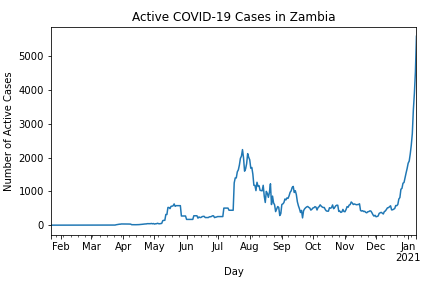 Active COVID-19 Cases in Zambia
Number of Active Cases
5000
4000
3000
2000
1000
0
Feb Mar Apr May Jun Jul Aug Sep Oct Nov Dec Jan
2021
Day